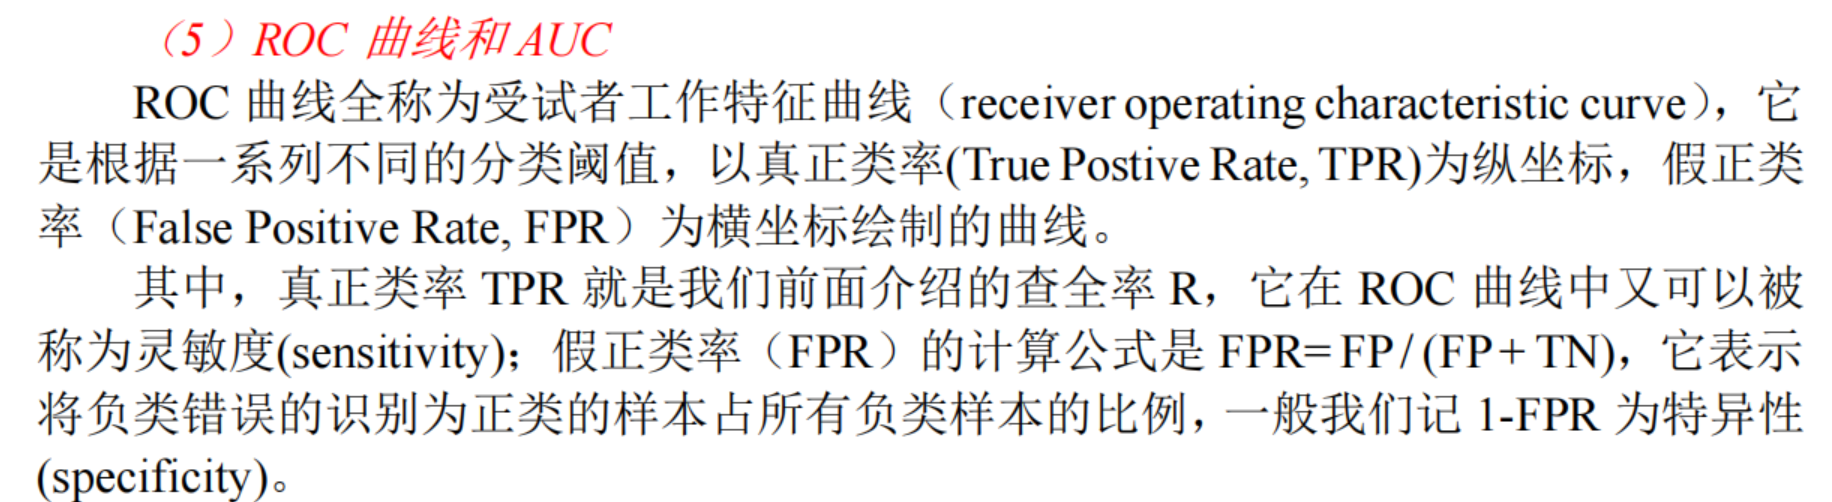 （5）ROC 曲线和 AUC
ROC 曲线全称为受试者工作特征曲线（receiver operating characteristic curve），它
是根据一系列不同的分类阈值，以真正类率(True Postive Rate, TPR)为纵坐标，假正类
率（False Positive Rate, FPR）为横坐标绘制的曲线。
其中，真正类率 TPR 就是我们前面介绍的查全率 R，它在 ROC 曲线中又可以被
称为灵敏度(sensitivity)；假正类率（FPR）的计算公式是 FPR= FP / (FP + TN)，它表示
将负类错误的识别为正类的样本占所有负类样本的比例，一般我们记 1-FPR 为特异性
(specificity)。